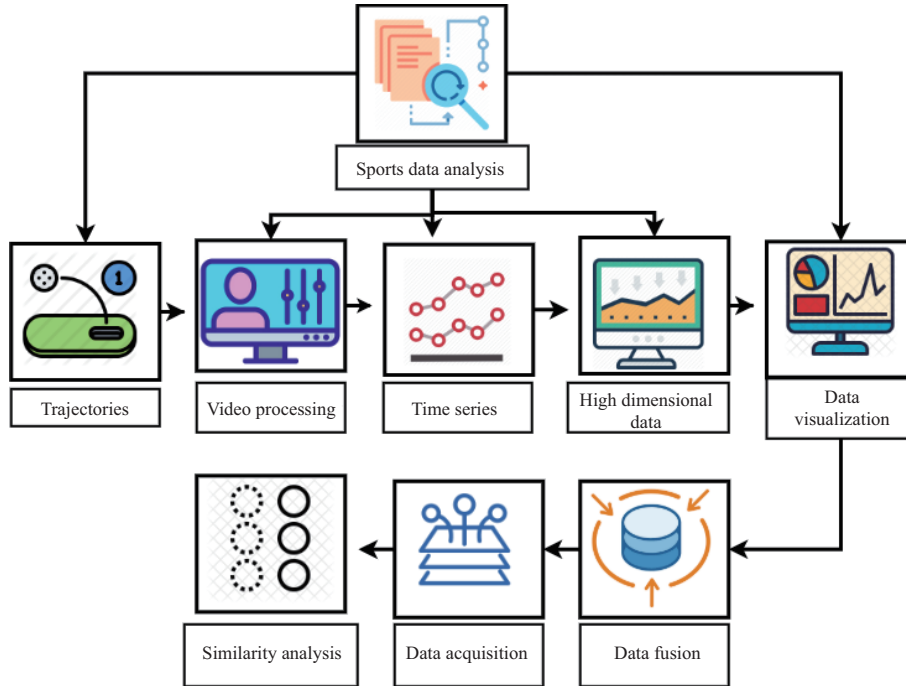 Sports data analysis
1
Trajectories
Video processing
Time series
High dimensional
data
Data
visualization
Similarity analysis
Data acquisition
Data fusion